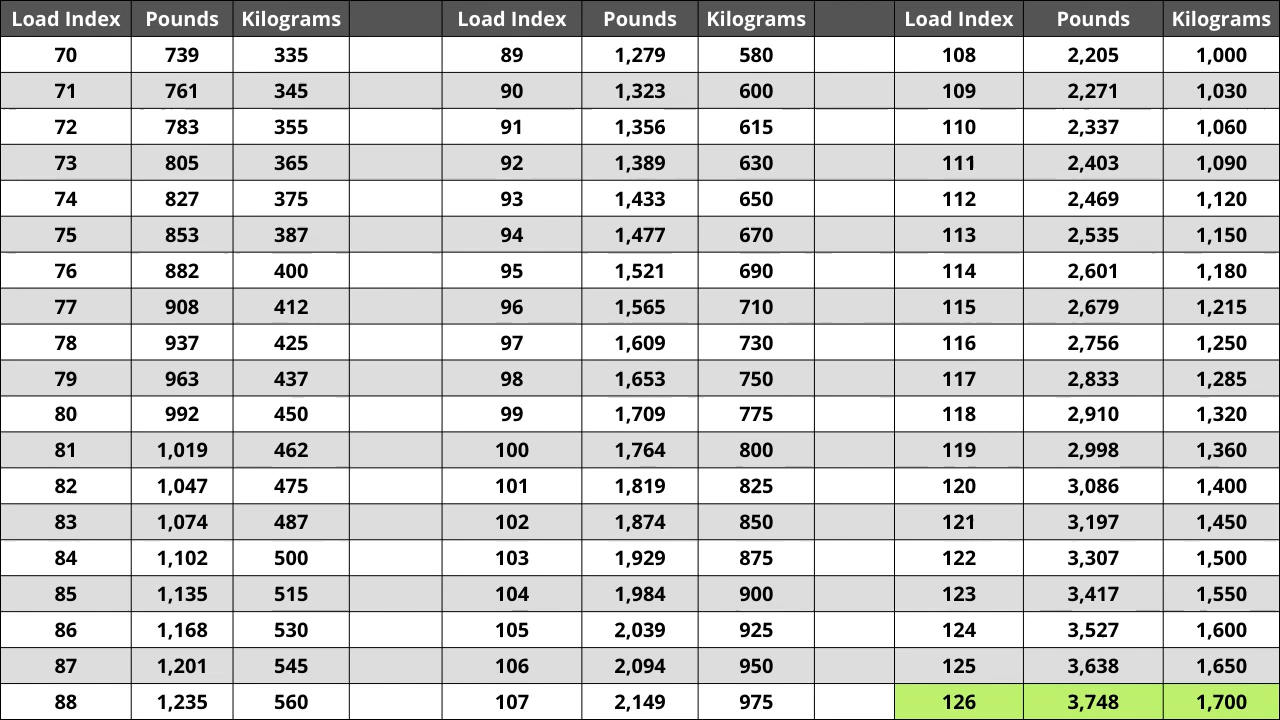 Load Index Pounds Kilograms Load Index Pounds Kilograms Load Index Pounds Kilograms
70 739 335 89 1,279 580 108 2,205 1,000
71 761 345 90 1,323 600 109 2,271 1,030
72 783 355 91 1,356 615 110 2,337 1,060
73 805 365 92 1,389 630 111 2,403 1,090
74 827 375 93 1,433 650 112 2,469 1,120
75 853 387 94 1,477 670 113 2,535 1,150
76 882 400 95 1,521 690 114 2,601 1,180
77 908 412 96 1,565 710 115 2,679 1,215
78 937 425 97 1,609 730 116 2,756 1,250
79 963 437 98 1,653 750 117 2,833 1,285
80 992 450 99 1,709 775 118 2,910 1,320
81 1,019 462 100 1,764 800 119 2,998 1,360
82 1,047 475 101 1,819 825 120 3,086 1,400
83 1,074 487 102 1,874 850 121 3,197 1,450
84 1,102 500 103 1,929 875 122 3,307 1,500
85 1,135 515 104 1,984 900 123 3,417 1,550
86 1,168 530 105 2,039 925 124 3,527 1,600
87 1,201 545 106 2,094 950 125 3,638 1,650
88 1,235 560 107 2,149 975 126 3,748 1,700